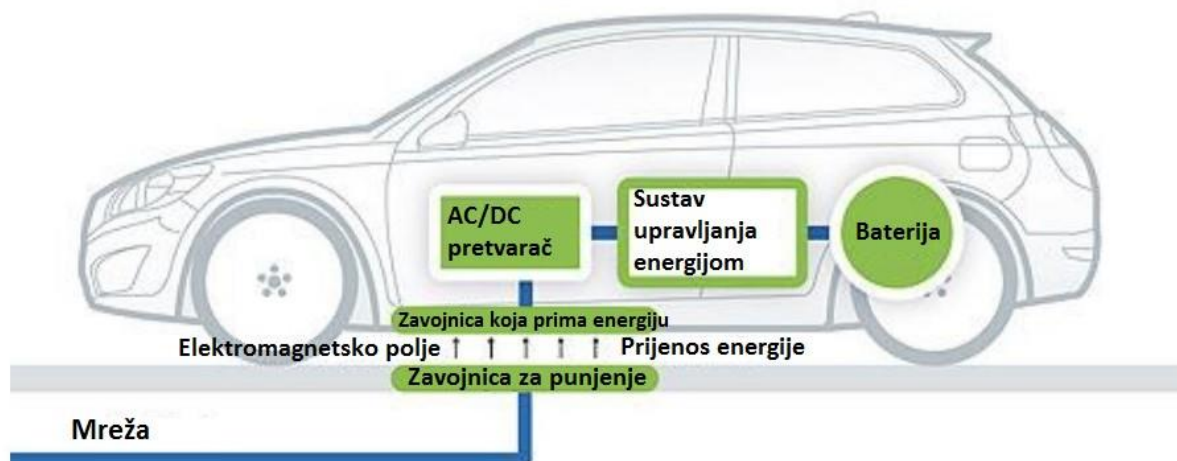 AC/DC
pretvarač
Sustav
upravljanja
energijom
Baterija
Zavojnica koja prima energiju
Elektromagnetsko polje
Prijenos energije
Zavojnica za punjenje
Mreža